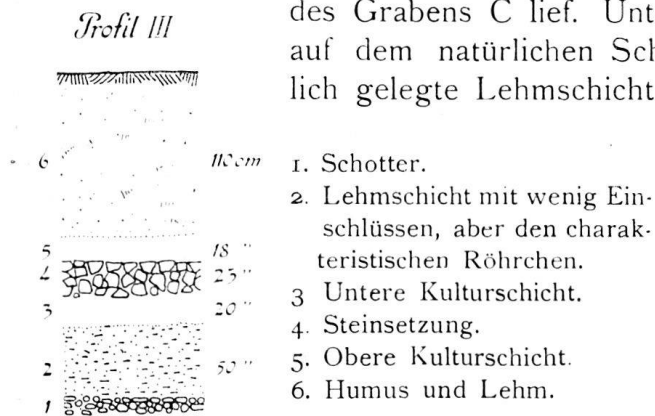 Profil III
des Grabens C lief. Unt
auf dem natürlichen Sch
lich gelegte Lehmschicht
6 110 cm
5 18 "
4 25 "
3 20 "
2 50 "
1
1. Schotter.
2. Lehmschicht mit wenig Ein-
schlüssen, aber den charak-
teristischen Röhrchen.
3 Untere Kulturschicht.
4. Steinsetzung.
5. Obere Kulturschicht.
6. Humus und Lehm.